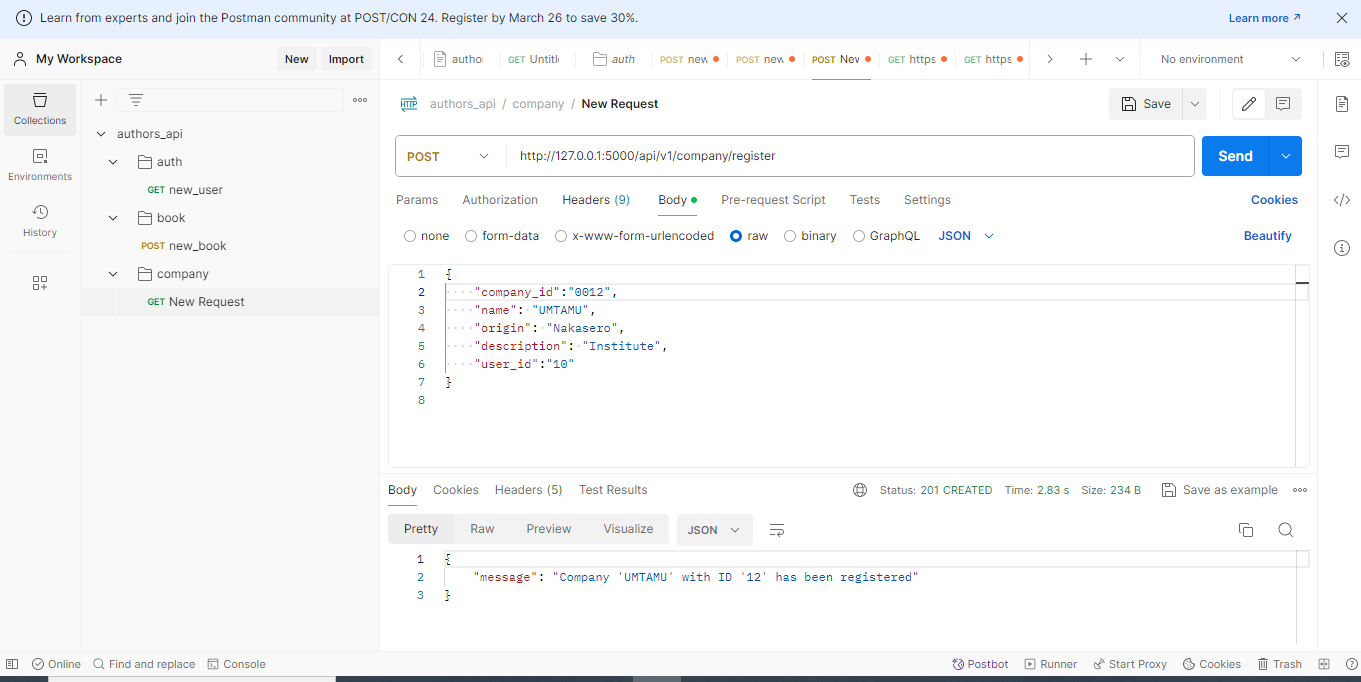 Learn from experts and join the Postman community at POST/CON 24. Register by March 26 to save 30%.
Learn more
My Workspace
New
Import
autho
GET Untitl
auth
POST new
POST new
POST Nev
GET https
GET https
No environment
Collections
Environments
History
authors_api
auth
GET new_user
book
POST new_book
company
GET New Request
authors_api / company / New Request
Save
POST
http://127.0.0.1:5000/api/v1/company/register
Send
Params
Authorization
Headers (9)
Body
Pre-request Script
Tests
Settings
Cookies
none
form-data
x-www-form-urlencoded
raw
binary
GraphQL
JSON
Beautify
1 {
2 "company_id":"0012",
3 "name": "UMTAMU",
4 "origin": "Nakasero",
5 "description": "Institute",
6 "user_id":"10"
7 }
8
Body
Cookies
Headers (5)
Test Results
Status: 201 CREATED
Time: 2.83 s
Size: 234 B
Save as example
Pretty
Raw
Preview
Visualize
JSON
1 {
2 "message": "Company 'UMTAMU' with ID '12' has been registered"
3 }
Online
Find and replace
Console
Postbot
Runner
Start Proxy
Cookies
Trash